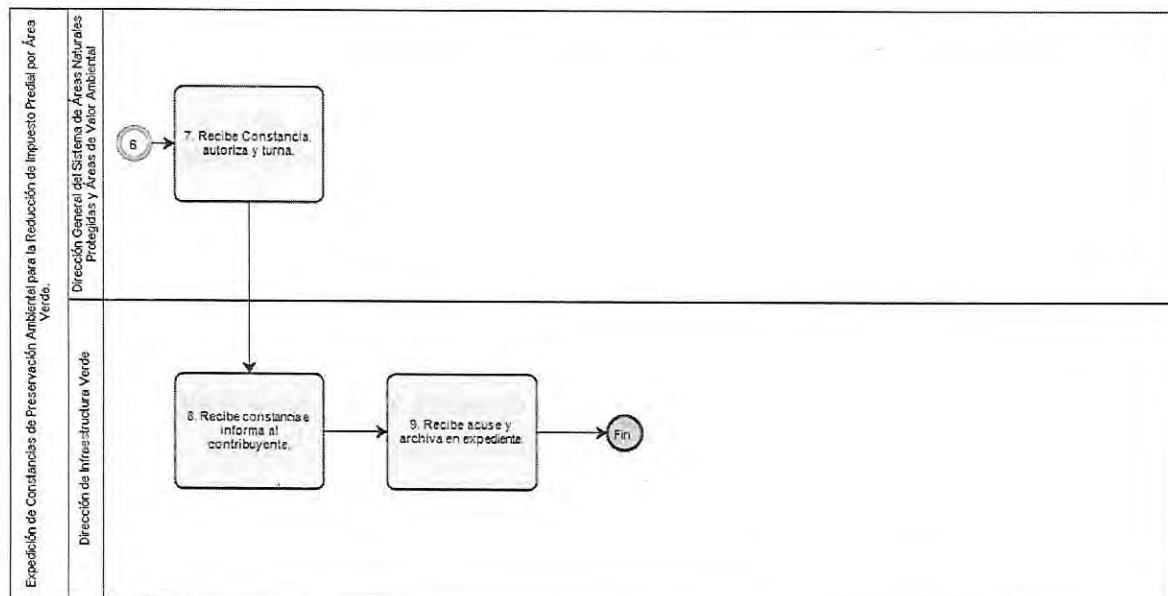 Expedición de Constancias de Preservación Ambiental para la Reducción de Impuesto Predial por Área
Verde.
Dirección General del Sistema de Áreas Naturales
Protegidas y Áreas de Valor Ambiental
6
7. Recibe Constancia,
autoriza y turna.
Dirección de Infraestructura Verde
8. Recibe constancia e
informa al
contribuyente.
9. Recibe acuse y
archiva en expediente.
Fin